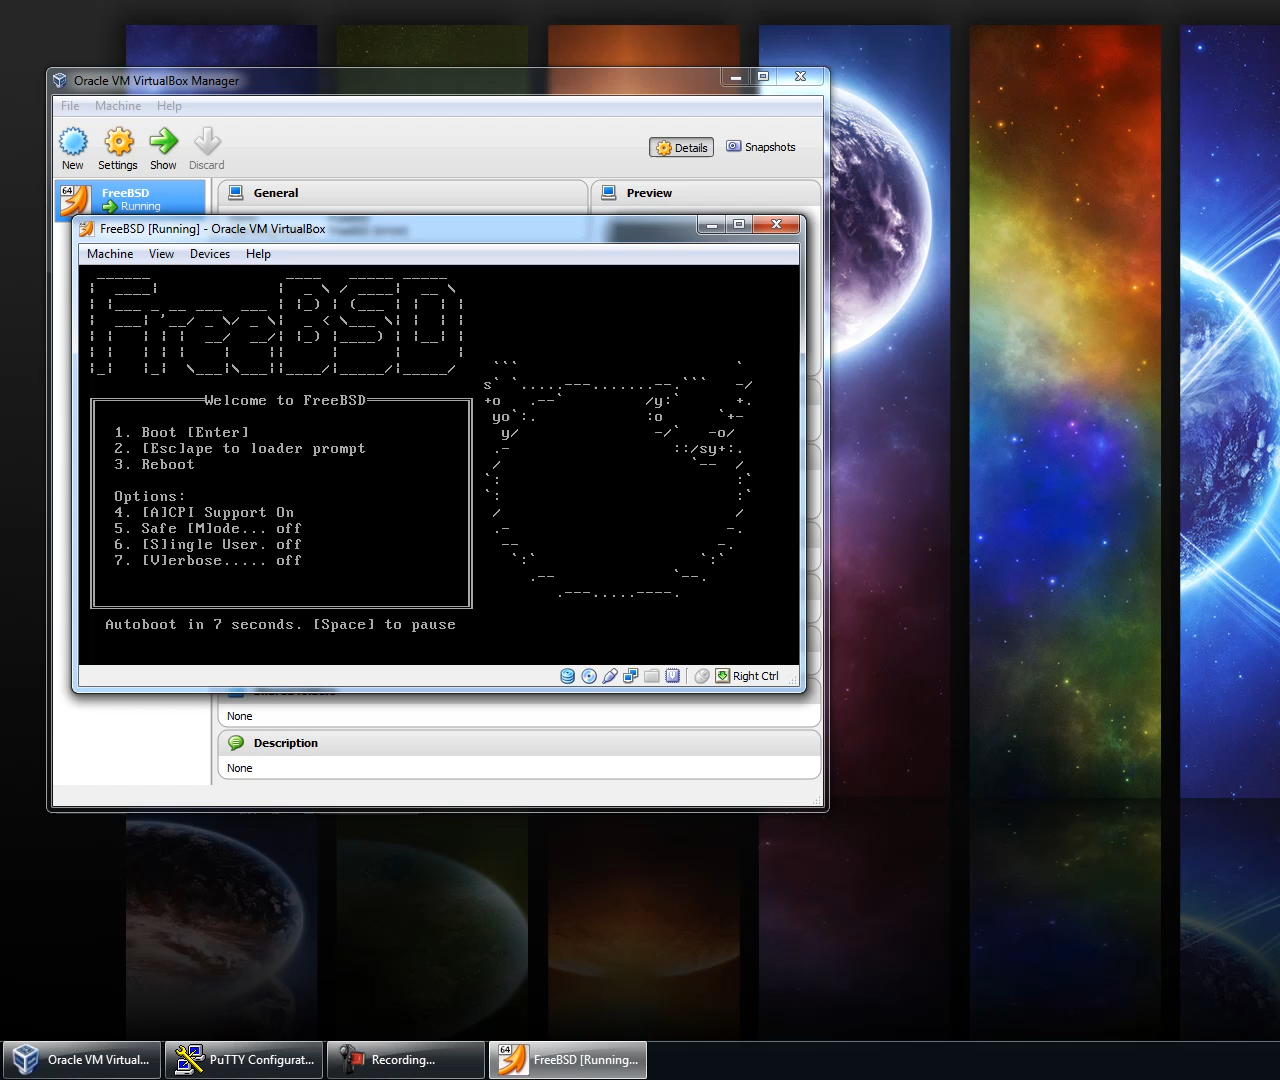 Oracle VM VirtualBox Manager
File Machine Help
New Settings Show Discard
Details Snapshots
64 FreeBSD
Running
General
Preview
FreeBSD [Running] - Oracle VM VirtualBox
Machine View Devices Help
FreeBSD
Welcome to FreeBSD
1. Boot [Enter]
2. [Esc]ape to loader prompt
3. Reboot
Options:
4. [A]CPI Support On
5. Safe [M]ode... off
6. [S]ingle User. off
7. [V]erbose..... off
Autoboot in 7 seconds. [Space] to pause
Right Ctrl
None
Description
None
Oracle VM Virtual... PuTTY Configurat... Recording... 64 FreeBSD [Running...